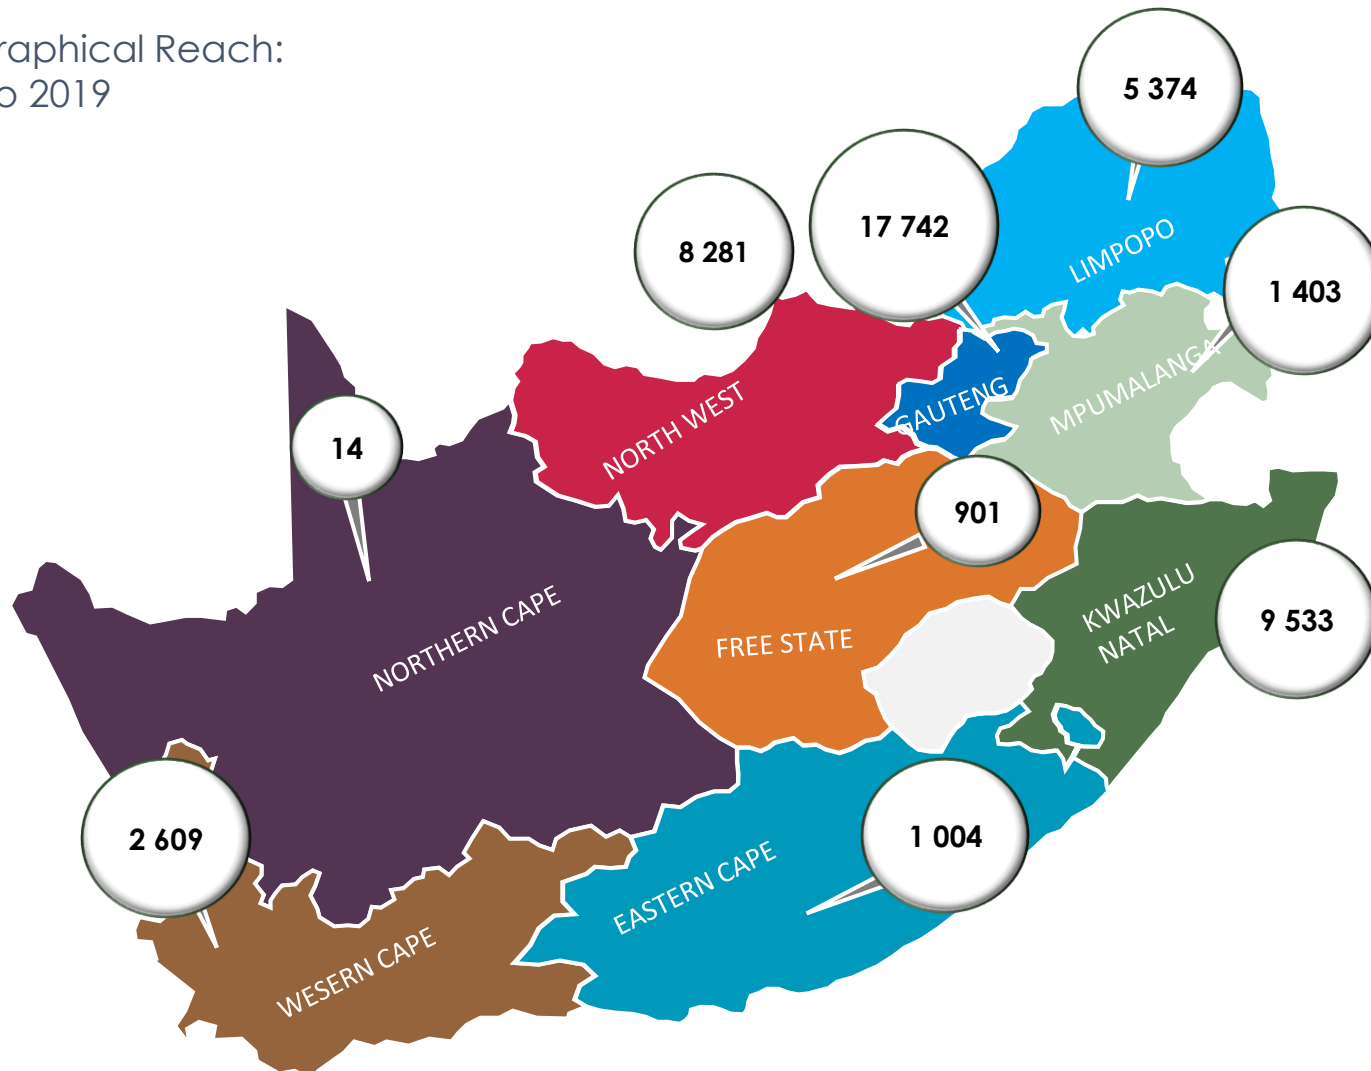 raphical Reach:
o 2019
5 374
17 742
8 281
LIMPOPO
1 403
MPUMALANGA
GAUTENG
NORTH WEST
14
901
KWAZULU
NATAL
9 533
NORTHERN CAPE
FREE STATE
2 609
1 004
EASTERN CAPE
WESERN CAPE